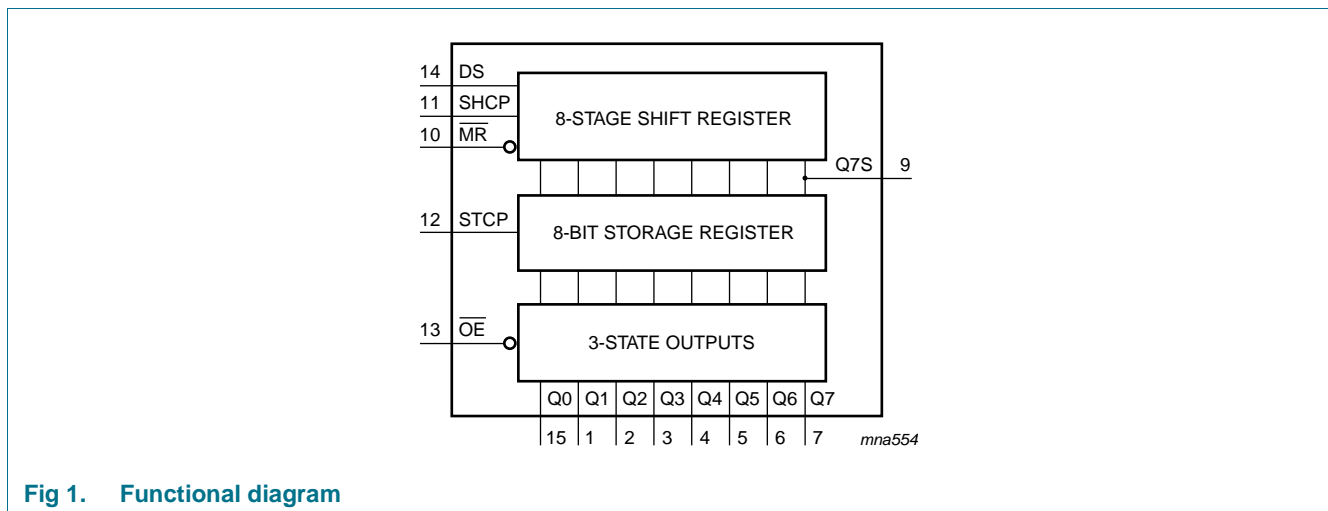 14 DS
11 SHCP
10 MR
8-STAGE SHIFT REGISTER
Q7S 9
12 STCP
8-BIT STORAGE REGISTER
13 OE
3-STATE OUTPUTS
Q0 Q1 Q2 Q3 Q4 Q5 Q6 Q7
15 1 2 3 4 5 6 7
mna554
Fig 1. Functional diagram